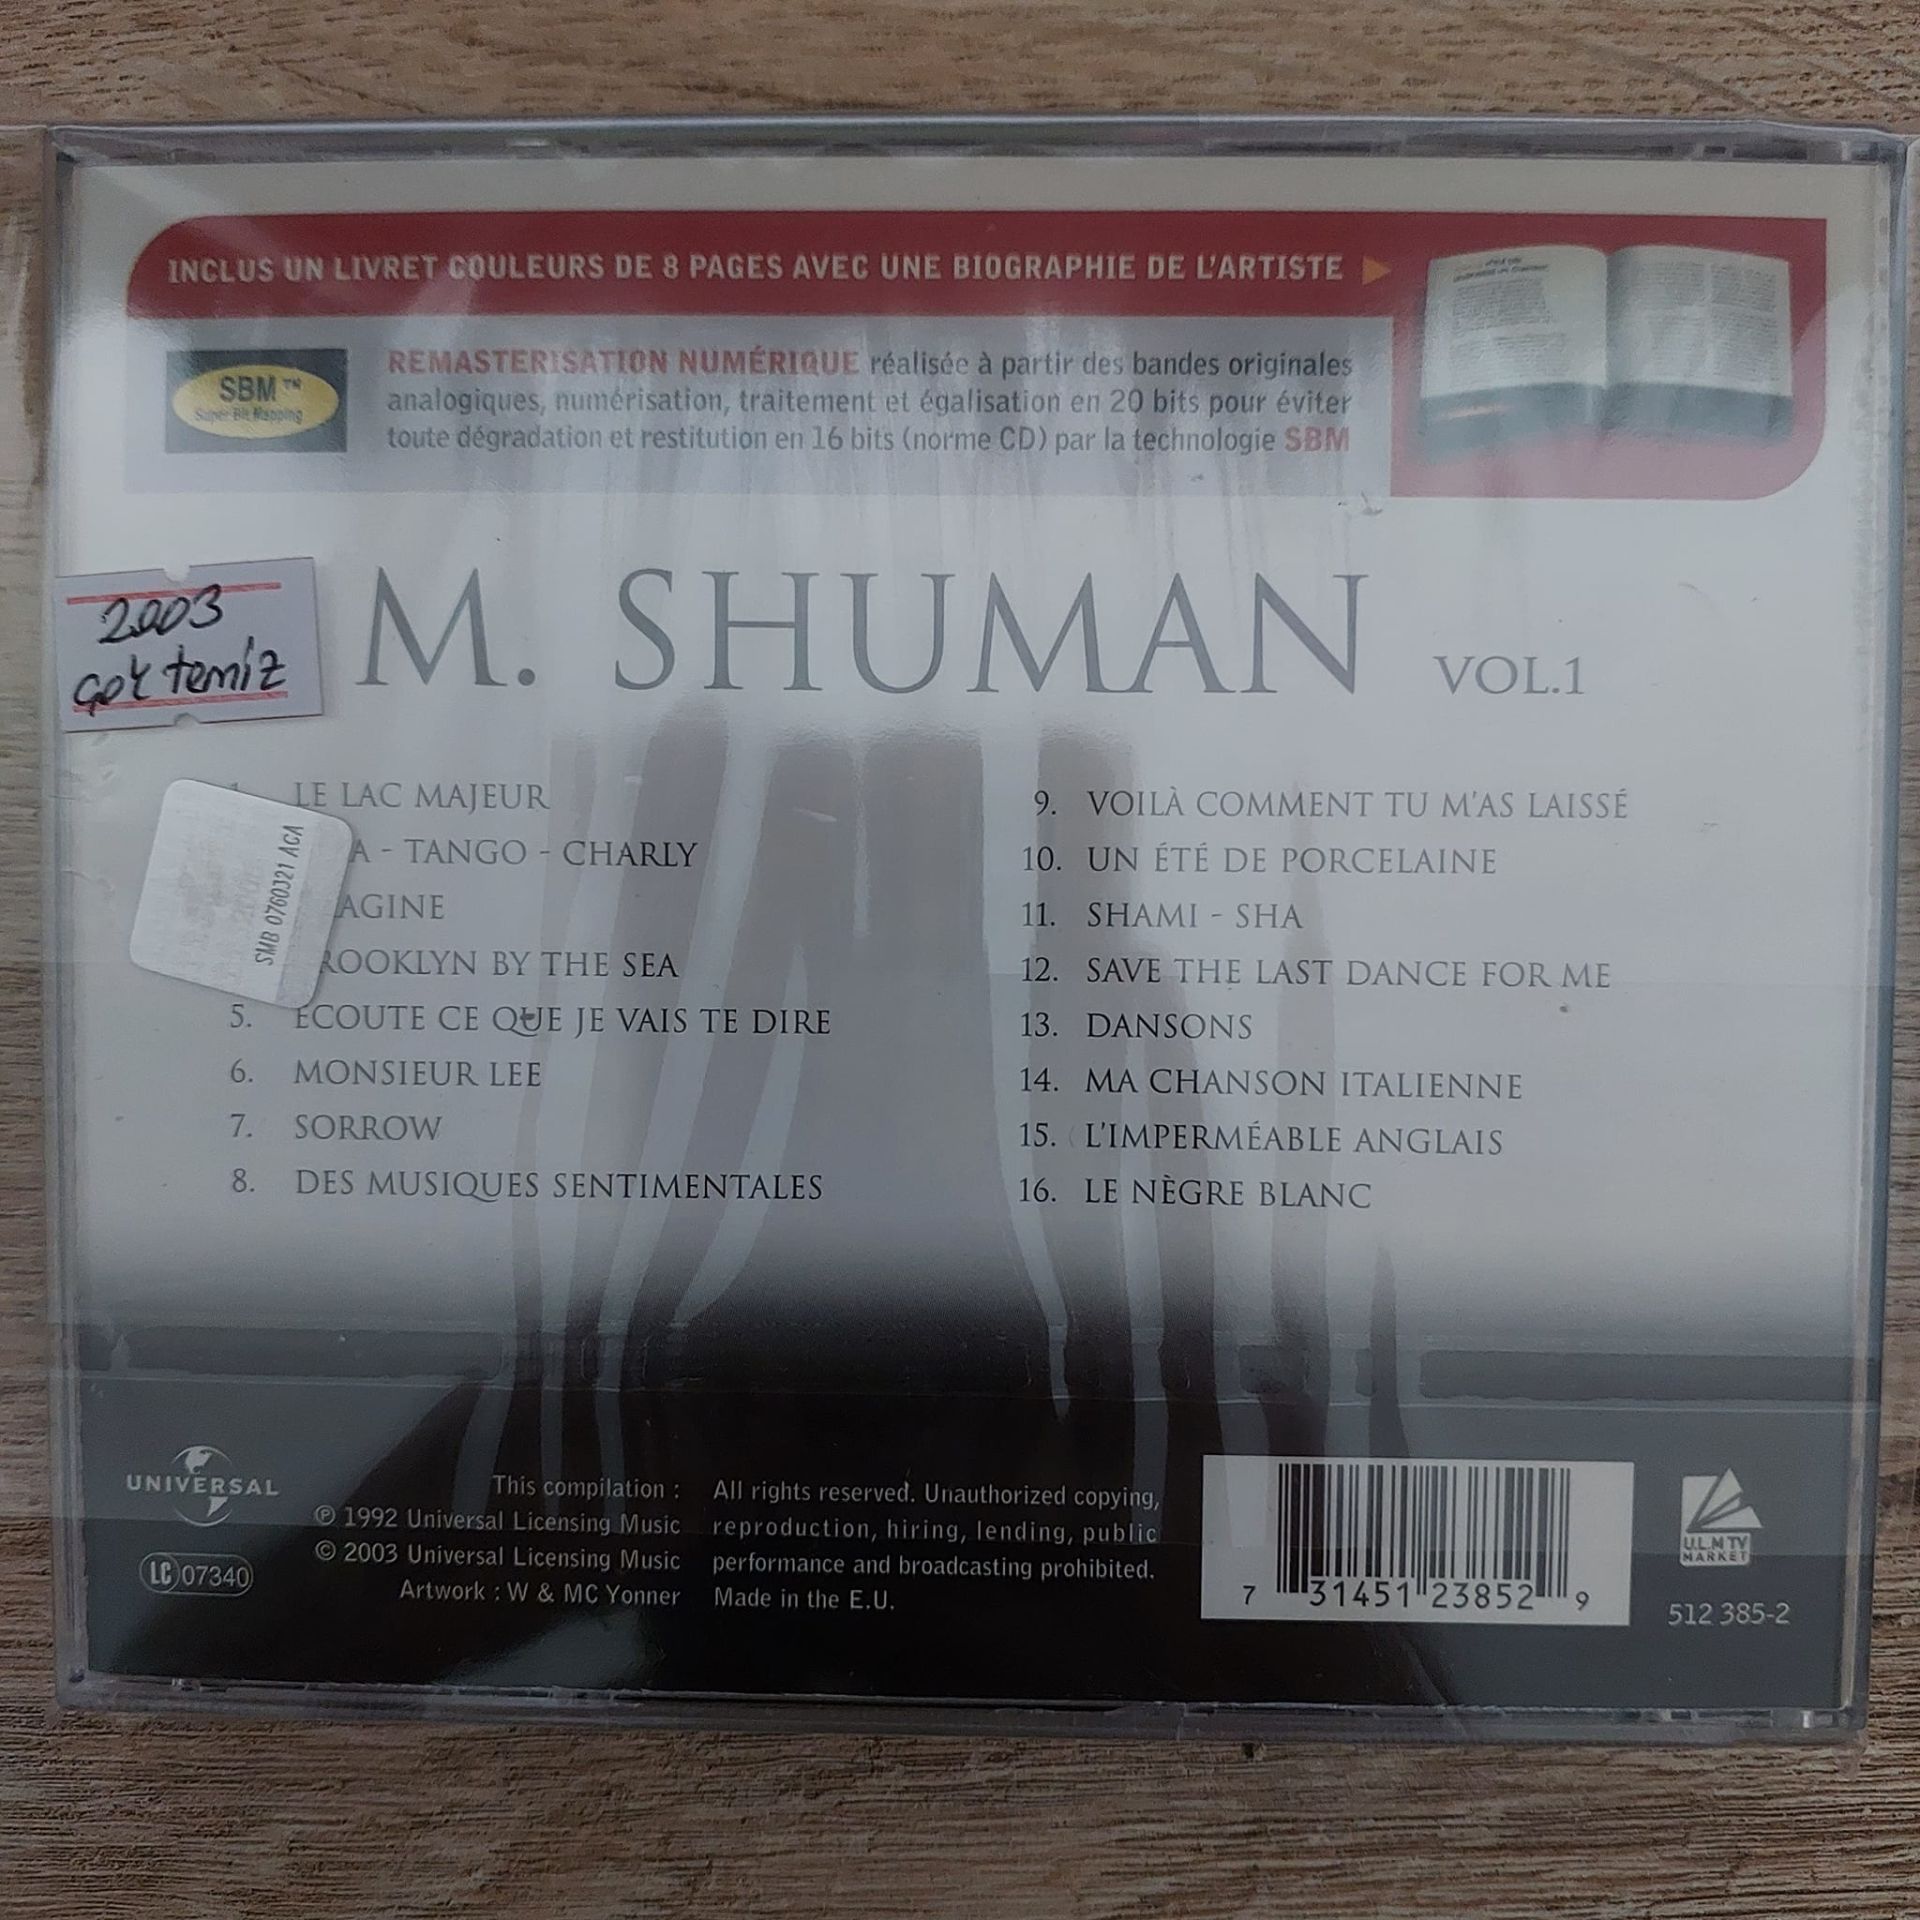 INCLUS UN LIVRET COULEURS DE 8 PAGES AVEC UNE BIOGRAPHIE DE L'ARTISTE
SBM™
Super Bit Mapping
REMASTERISATION NUMÉRIQUE réalisée à partir des bandes originales
analogiques, numérisation, traitement et égalisation en 20 bits pour éviter
toute dégradation et restitution en 16 bits (norme CD) par la technologie SBM
2003
çok temiz
M. SHUMAN VOL.1
LE LAC MAJEUR
A - TANGO - CHARLY
AGINE
ROOKLYN BY THE SEA
5. ECOUTE CE QUE JE VAIS TE DIRE
6. MONSIEUR LEE
7. SORROW
8. DES MUSIQUES SENTIMENTALES
SMB 0760321 ACA
9. VOILÀ COMMENT TU M'AS LAISSÉ
10. UN ÉTÉ DE PORCELAINE
11. SHAMI - SHA
12. SAVE THE LAST DANCE FOR ME
13. DANSONS
14. MA CHANSON ITALIENNE
15. L'IMPERMÉABLE ANGLAIS
16. LE NÈGRE BLANC
UNIVERSAL
LC 07340
This compilation :
℗ 1992 Universal Licensing Music
© 2003 Universal Licensing Music
Artwork : W & MC Yonner
All rights reserved. Unauthorized copying,
reproduction, hiring, lending, public
performance and broadcasting prohibited.
Made in the E.U.
7 31451 23852 9
U.L.M TV
MARKET
512 385-2